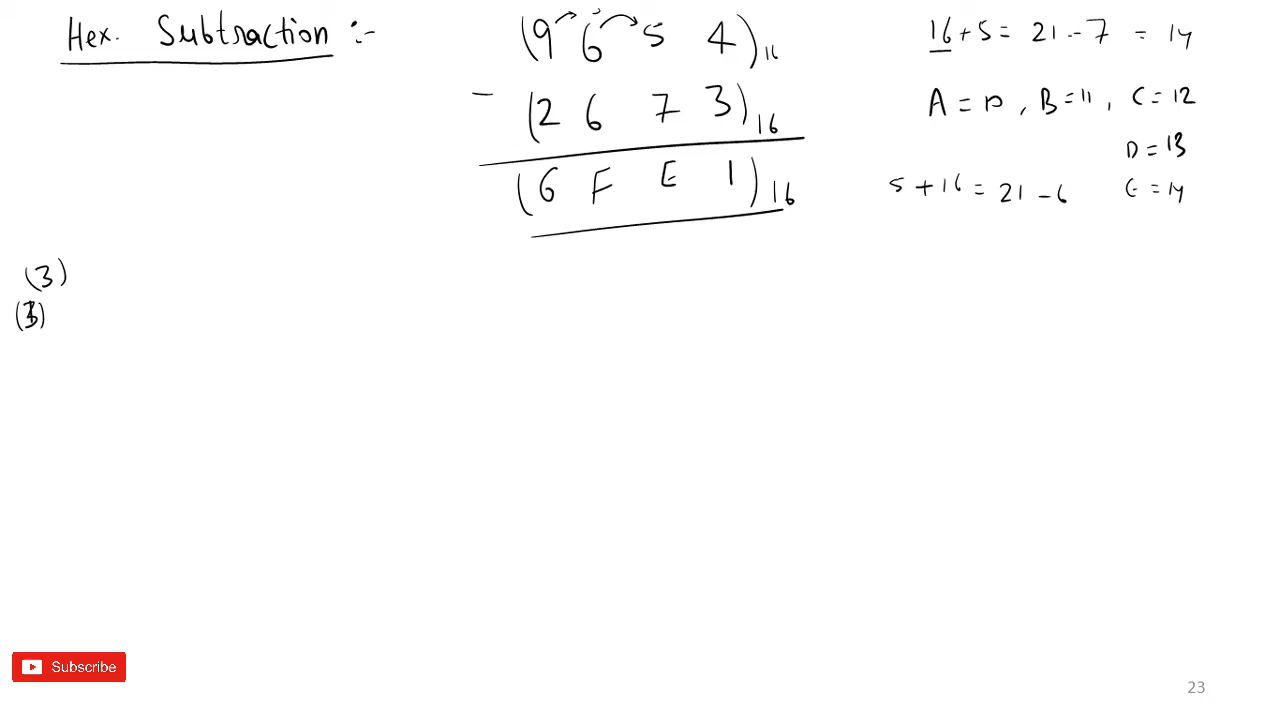 Hex. Subtraction :-
(9 6 5 4)16
- (2 6 7 3)16
(6 F E 1)16
16 + 5 = 21 - 7 = 14
A = 10 , B = 11 , C = 12
D = 13
5 + 16 = 21 - 6
E = 14
(3)
Subscribe
23